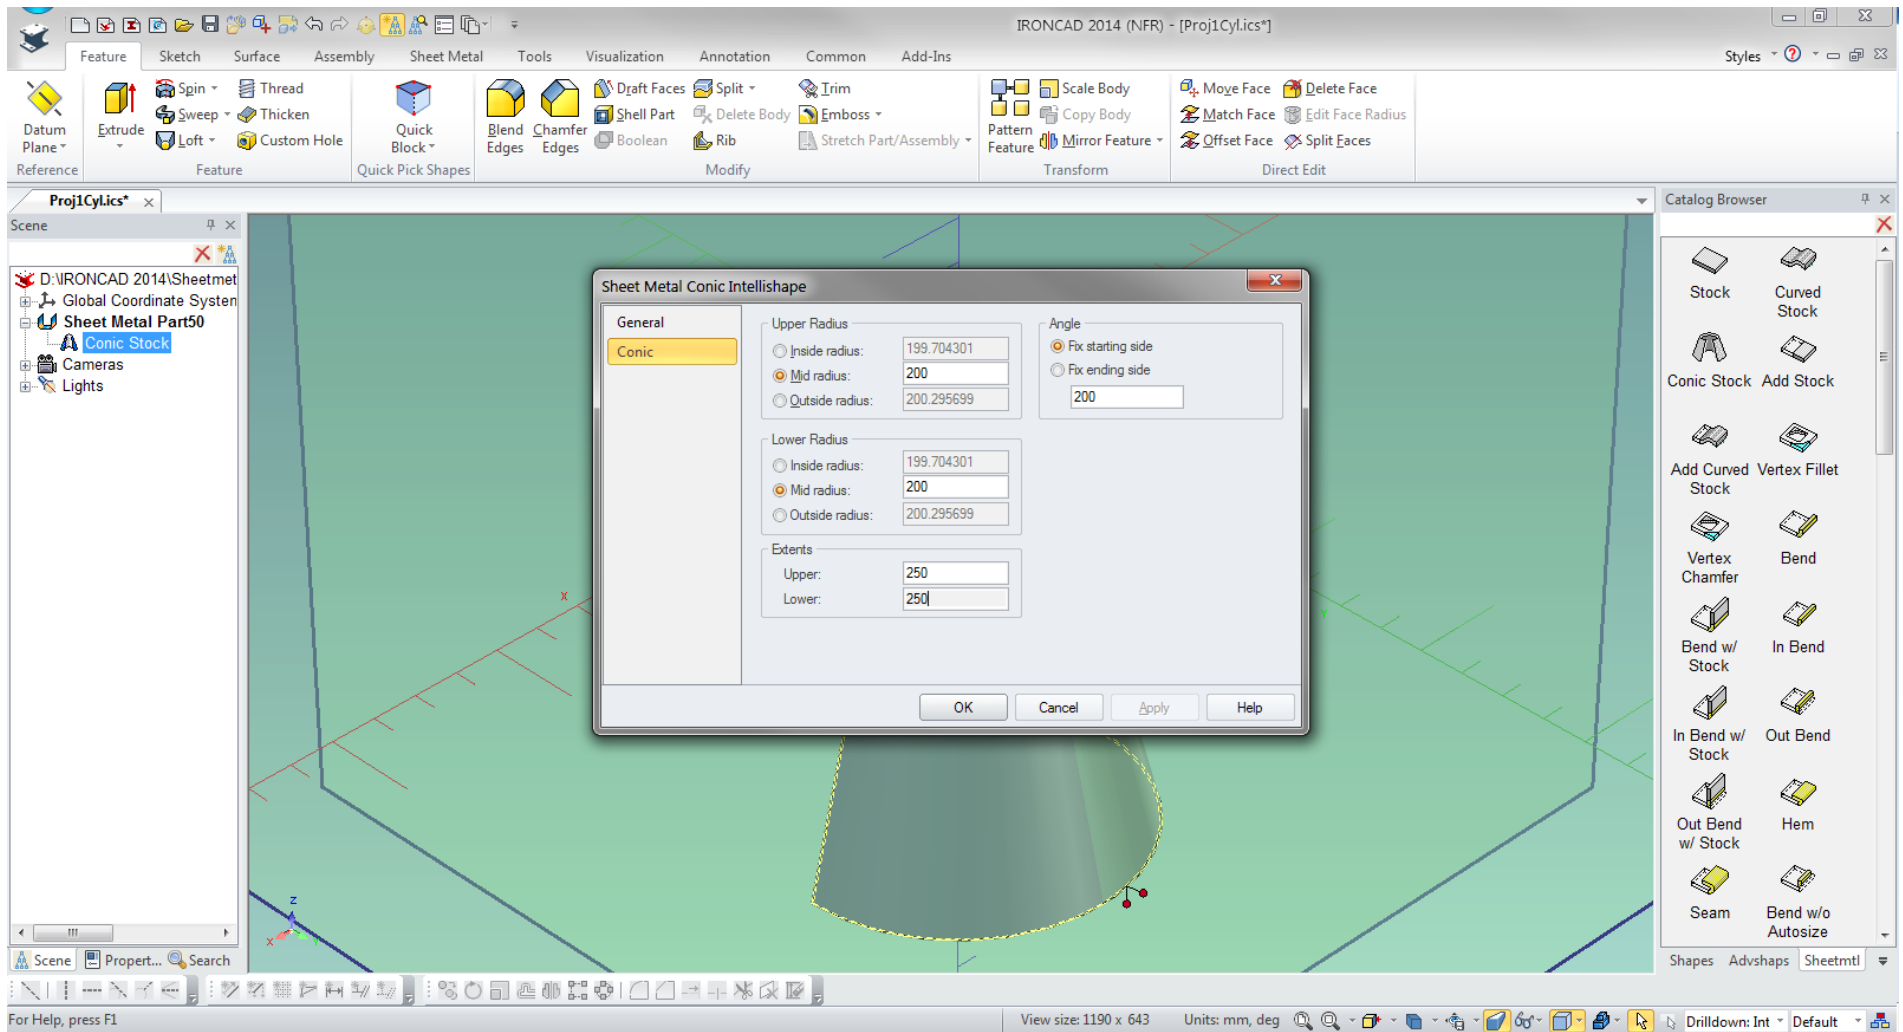 IRONCAD 2014 (NFR) - [Proj1Cyl.ics*]
Feature Sketch Surface Assembly Sheet Metal Tools Visualization Annotation Common Add-Ins Styles
Spin Thread Draft Faces Split Trim Scale Body Move Face Delete Face
Sweep Thicken Shell Part Delete Body Emboss Copy Body Match Face Edit Face Radius
Datum Plane Extrude Loft Custom Hole Quick Block Blend Edges Chamfer Edges Boolean Rib Stretch Part/Assembly Pattern Feature Mirror Feature Offset Face Split Faces
Reference Feature Quick Pick Shapes Modify Transform Direct Edit
Proj1Cyl.ics*
Scene
D:\IRONCAD 2014\Sheetmet
Global Coordinate System
Sheet Metal Part50
Conic Stock
Cameras
Lights
Scene Propert... Search
Sheet Metal Conic Intellishape
General
Conic
Upper Radius
Inside radius: 199.704301
Mid radius: 200
Outside radius: 200.295699
Lower Radius
Inside radius: 199.704301
Mid radius: 200
Outside radius: 200.295699
Extents
Upper: 250
Lower: 250
Angle
Fix starting side
Fix ending side
200
OK Cancel Apply Help
X
Y
Z
X
Y
Catalog Browser
Stock Curved Stock
Conic Stock Add Stock
Add Curved Stock Vertex Fillet
Vertex Chamfer Bend
Bend w/ Stock In Bend
In Bend w/ Stock Out Bend
Out Bend w/ Stock Hem
Seam Bend w/o Autosize
Shapes Advshaps Sheetmtl
For Help, press F1 View size: 1190 x 643 Units: mm, deg Drilldown: Int Default